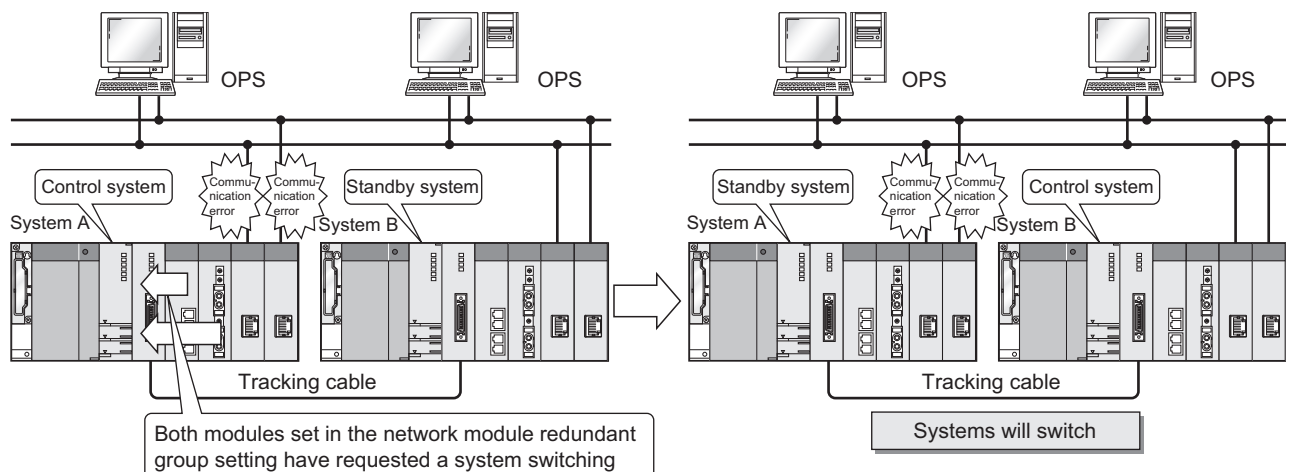 OPS
OPS
Commu-
nication
error
Commu-
nication
error
Control system
Standby system
System A
System B
Tracking cable
Both modules set in the network module redundant
group setting have requested a system switching
OPS
OPS
Commu-
nication
error
Commu-
nication
error
Standby system
Control system
System A
System B
Tracking cable
Systems will switch